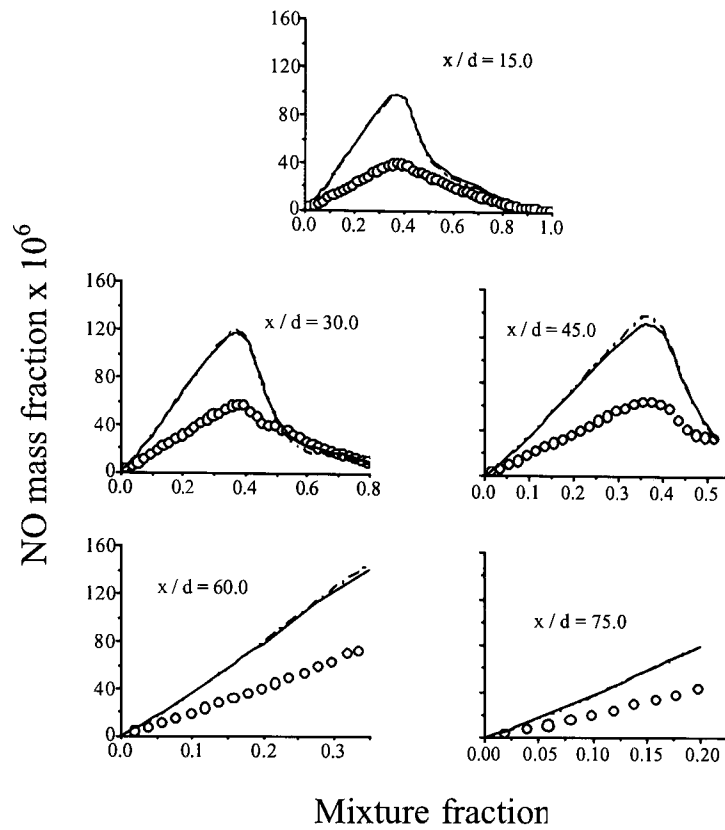 160
120
80
40
0
x / d = 15.0
0.0 0.2 0.4 0.6 0.8 1.0
NO mass fraction x 10⁶
160
120
80
40
0
x / d = 30.0
0.0 0.2 0.4 0.6 0.8
x / d = 45.0
0.0 0.1 0.2 0.3 0.4 0.5
160
120
80
40
0
x / d = 60.0
0.0 0.1 0.2 0.3
x / d = 75.0
0.00 0.05 0.10 0.15 0.20
Mixture fraction